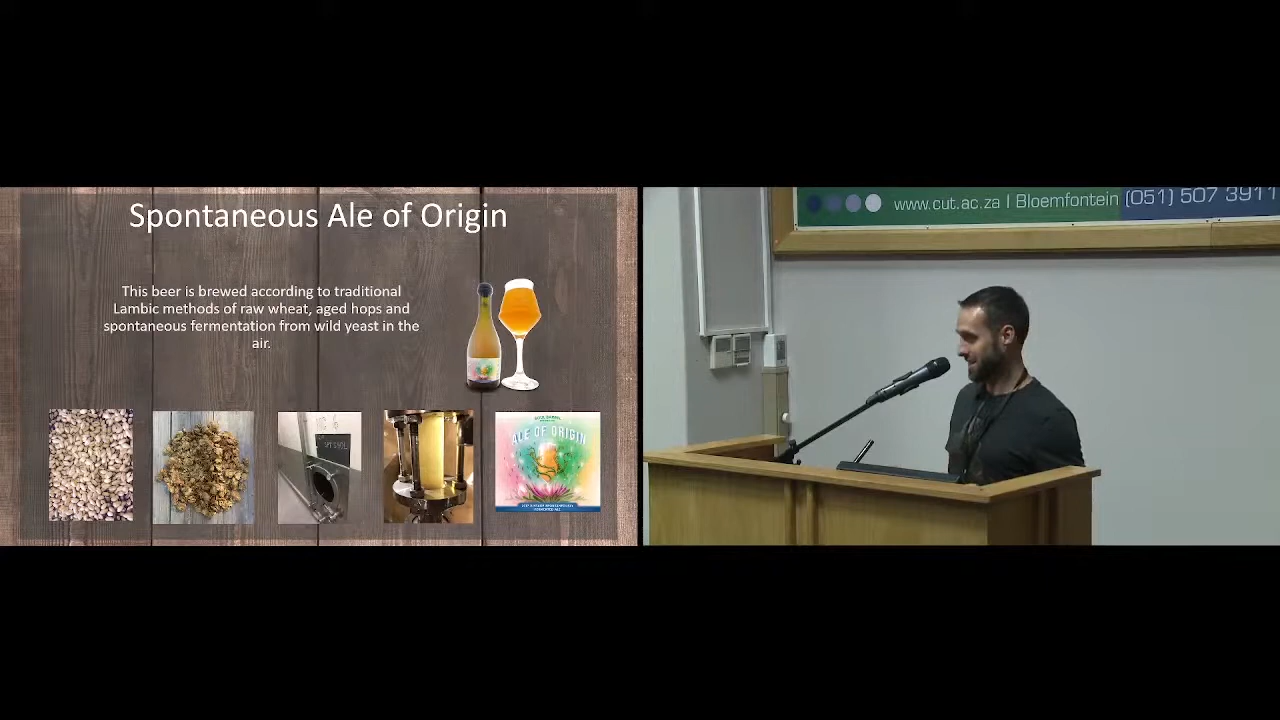 Spontaneous Ale of Origin
This beer is brewed according to traditional
Lambic methods of raw wheat, aged hops and
spontaneous fermentation from wild yeast in the
air.
ALE OF ORIGIN
www.cut.ac.za I Bloemfontein (051) 507 3911